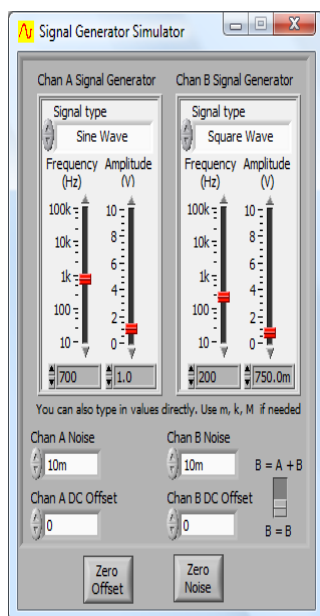 Signal Generator Simulator
Chan A Signal Generator
Chan B Signal Generator
Signal type
Sine Wave
Signal type
Square Wave
Frequency
(Hz)
Amplitude
(V)
Frequency
(Hz)
Amplitude
(V)
100k
10k
1k
100
10
10
8
6
4
2
0
100k
10k
1k
100
10
10
8
6
4
2
0
700
1.0
200
750.0m
You can also type in values directly. Use m, k, M if needed
Chan A Noise
10m
Chan B Noise
10m
B = A + B
Chan A DC Offset
0
Chan B DC Offset
0
B = B
Zero
Offset
Zero
Noise